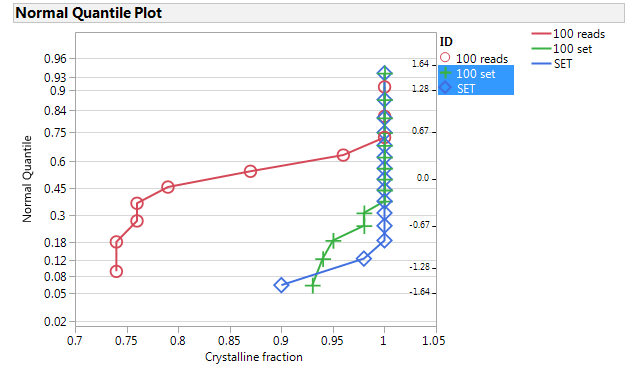 Normal Quantile Plot
ID
100 reads
100 set
SET
100 reads
100 set
SET
0.96
0.93
0.9
0.84
0.75
0.6
0.45
0.3
0.18
0.12
0.08
0.05
0.02
1.64
1.28
0.67
0.0
-0.67
-1.28
-1.64
Normal Quantile
0.7 0.75 0.8 0.85 0.9 0.95 1 1.05
Crystalline fraction